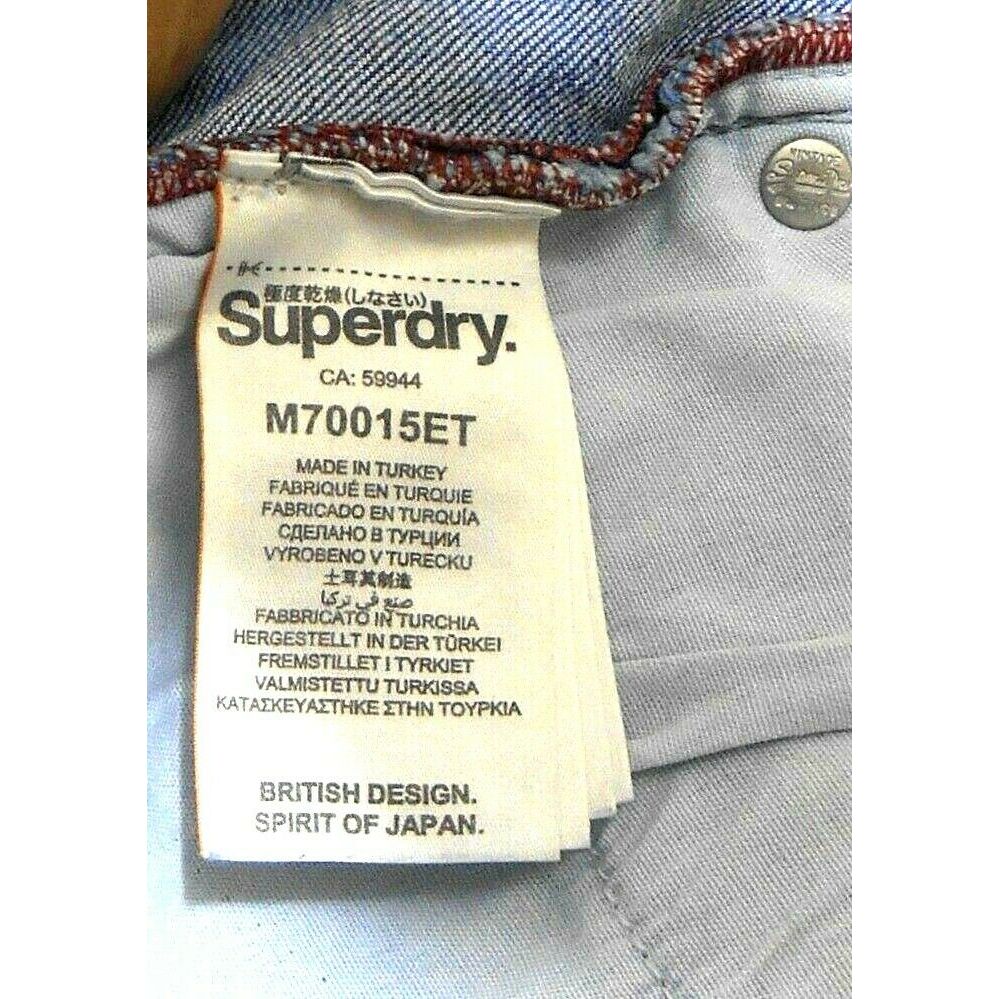 極度乾燥(しなさい)
Superdry.
CA: 59944
M70015ET
MADE IN TURKEY
FABRIQUÉ EN TURQUIE
FABRICADO EN TURQUÍA
СДЕЛАНО В ТУРЦИИ
VYROBENO V TURECKU
土耳其制造
صنع في تركيا
FABBRICATO IN TURCHIA
HERGESTELLT IN DER TÜRKEI
FREMSTILLET I TYRKIET
VALMISTETTU TURKISSA
ΚΑΤΑΣΚΕΥΑΣΤΗΚΕ ΣΤΗΝ ΤΟΥΡΚΙΑ
BRITISH DESIGN.
SPIRIT OF JAPAN.
VINTAGE